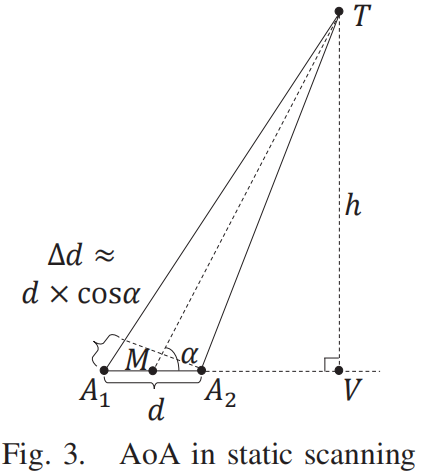 T
h
Δd ≈
d × cosα
M
α
A₁
d
A₂
V
Fig. 3. AoA in static scanning